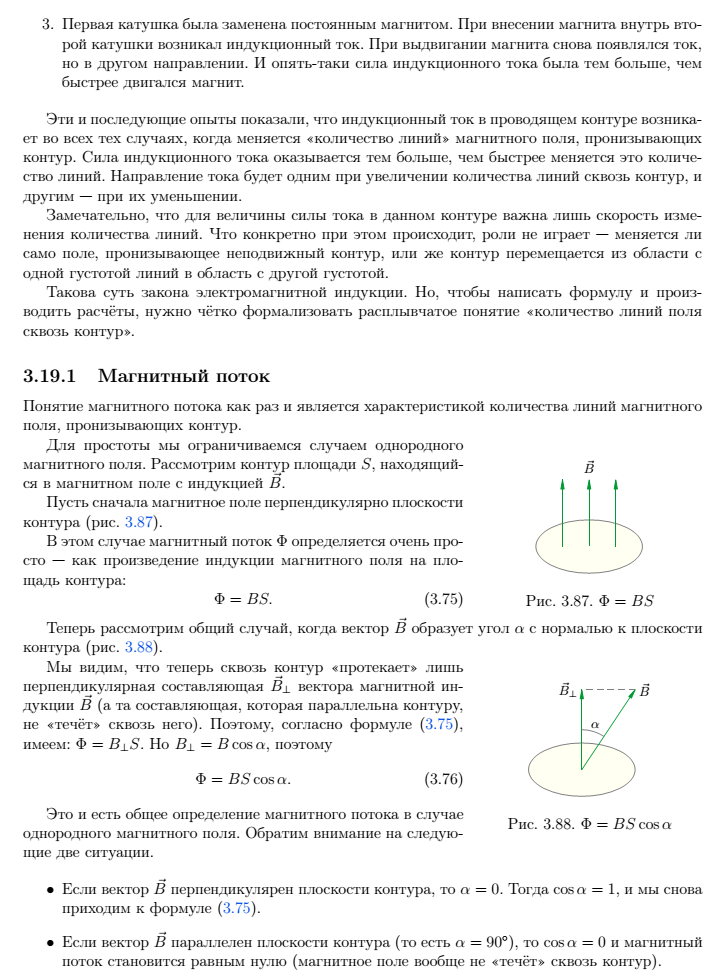 3. Первая катушка была заменена постоянным магнитом. При внесении магнита внутрь вто-
рой катушки возникал индукционный ток. При выдвигании магнита снова появлялся ток,
но в другом направлении. И опять-таки сила индукционного тока была тем больше, чем
быстрее двигался магнит.
Эти и последующие опыты показали, что индукционный ток в проводящем контуре возника-
ет во всех тех случаях, когда меняется «количество линий» магнитного поля, пронизывающих
контур. Сила индукционного тока оказывается тем больше, чем быстрее меняется это количе-
ство линий. Направление тока будет одним при увеличении количества линий сквозь контур, и
другим — при их уменьшении.
Замечательно, что для величины силы тока в данном контуре важна лишь скорость изме-
нения количества линий. Что конкретно при этом происходит, роли не играет — меняется ли
само поле, пронизывающее неподвижный контур, или же контур перемещается из области с
одной густотой линий в область с другой густотой.
Такова суть закона электромагнитной индукции. Но, чтобы написать формулу и произ-
водить расчёты, нужно чётко формализовать расплывчатое понятие «количество линий поля
сквозь контур».
3.19.1 Магнитный поток
Понятие магнитного потока как раз и является характеристикой количества линий магнитного
поля, пронизывающих контур.
Для простоты мы ограничиваемся случаем однородного
магнитного поля. Рассмотрим контур площади S, находящий-
ся в магнитном поле с индукцией B⃗.
Пусть сначала магнитное поле перпендикулярно плоскости
контура (рис. 3.87).
В этом случае магнитный поток Φ определяется очень про-
сто — как произведение индукции магнитного поля на пло-
щадь контура:
Φ = BS. (3.75)
B⃗
Рис. 3.87. Φ = BS
Теперь рассмотрим общий случай, когда вектор B⃗ образует угол α с нормалью к плоскости
контура (рис. 3.88).
Мы видим, что теперь сквозь контур «протекает» лишь
перпендикулярная составляющая B⃗⊥ вектора магнитной ин-
дукции B⃗ (а та составляющая, которая параллельна контуру,
не «течёт» сквозь него). Поэтому, согласно формуле (3.75),
имеем: Φ = B⊥S. Но B⊥ = B cos α, поэтому
Φ = BS cos α. (3.76)
B⃗⊥ B⃗
α
Рис. 3.88. Φ = BS cos α
Это и есть общее определение магнитного потока в случае
однородного магнитного поля. Обратим внимание на следую-
щие две ситуации.
• Если вектор B⃗ перпендикулярен плоскости контура, то α = 0. Тогда cos α = 1, и мы снова
приходим к формуле (3.75).
• Если вектор B⃗ параллелен плоскости контура (то есть α = 90°), то cos α = 0 и магнитный
поток становится равным нулю (магнитное поле вообще не «течёт» сквозь контур).